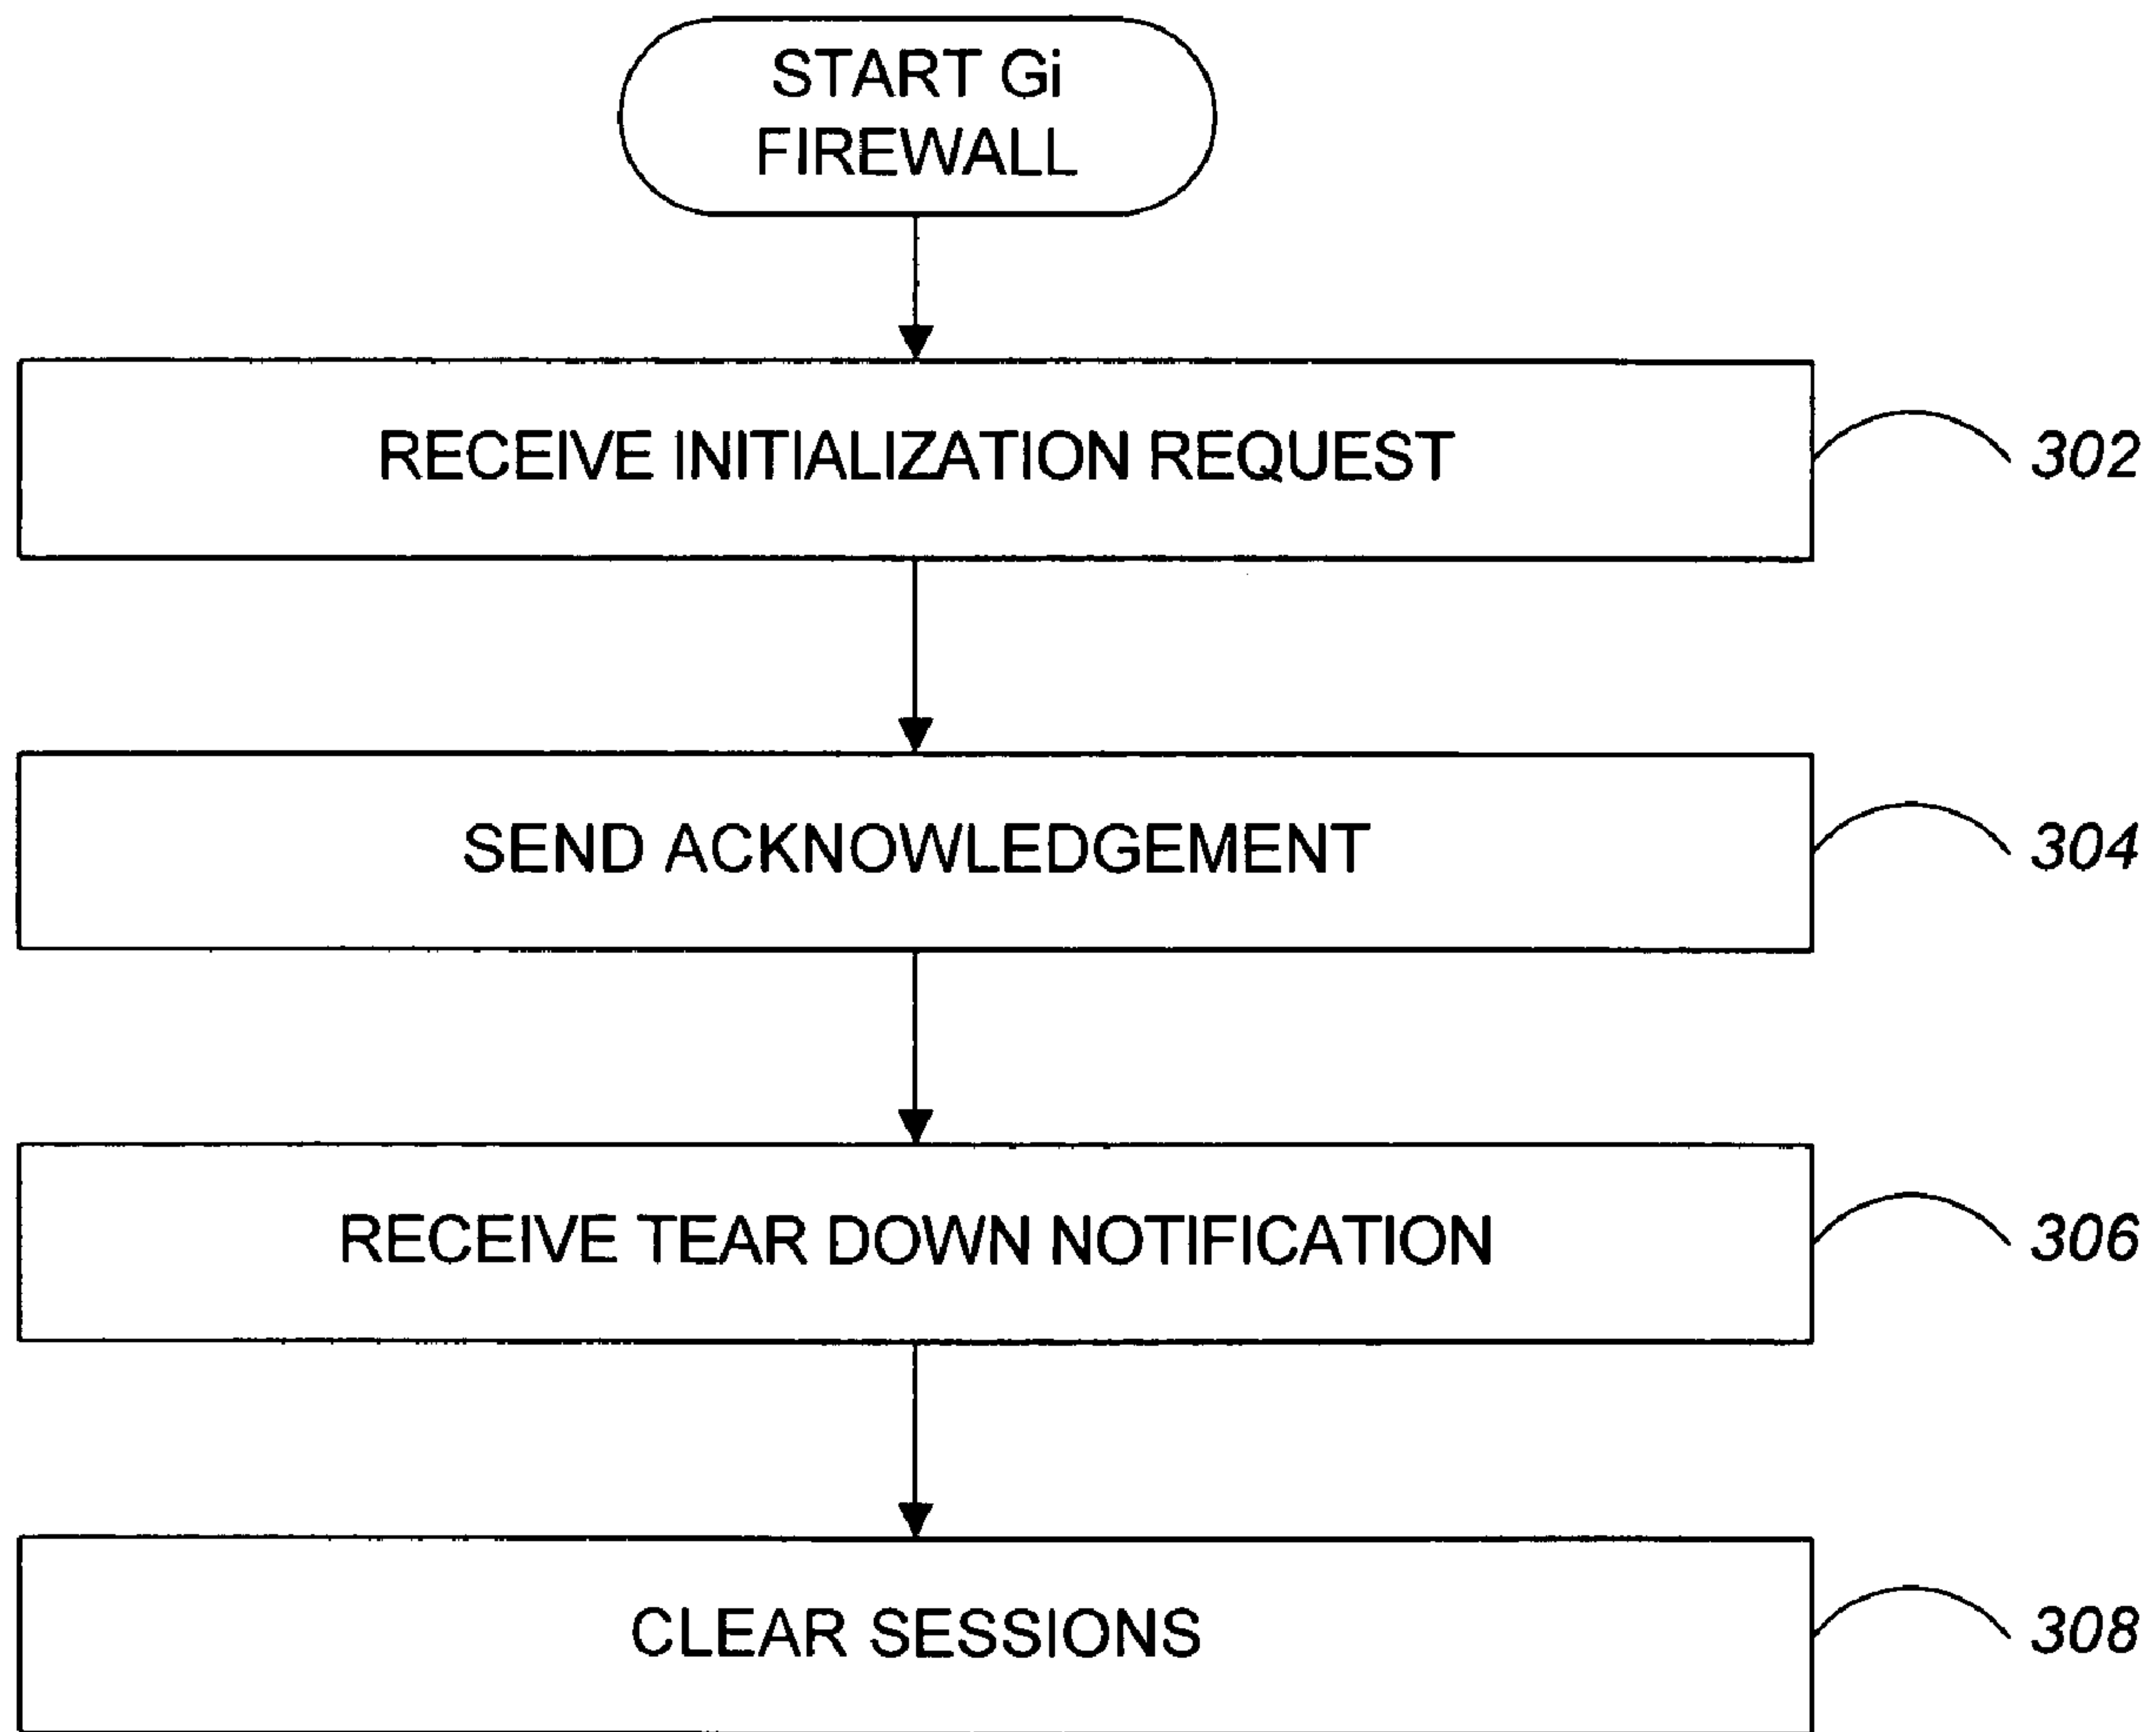 START Gi
FIREWALL
RECEIVE INITIALIZATION REQUEST
302
SEND ACKNOWLEDGEMENT
304
RECEIVE TEAR DOWN NOTIFICATION
306
CLEAR SESSIONS
308